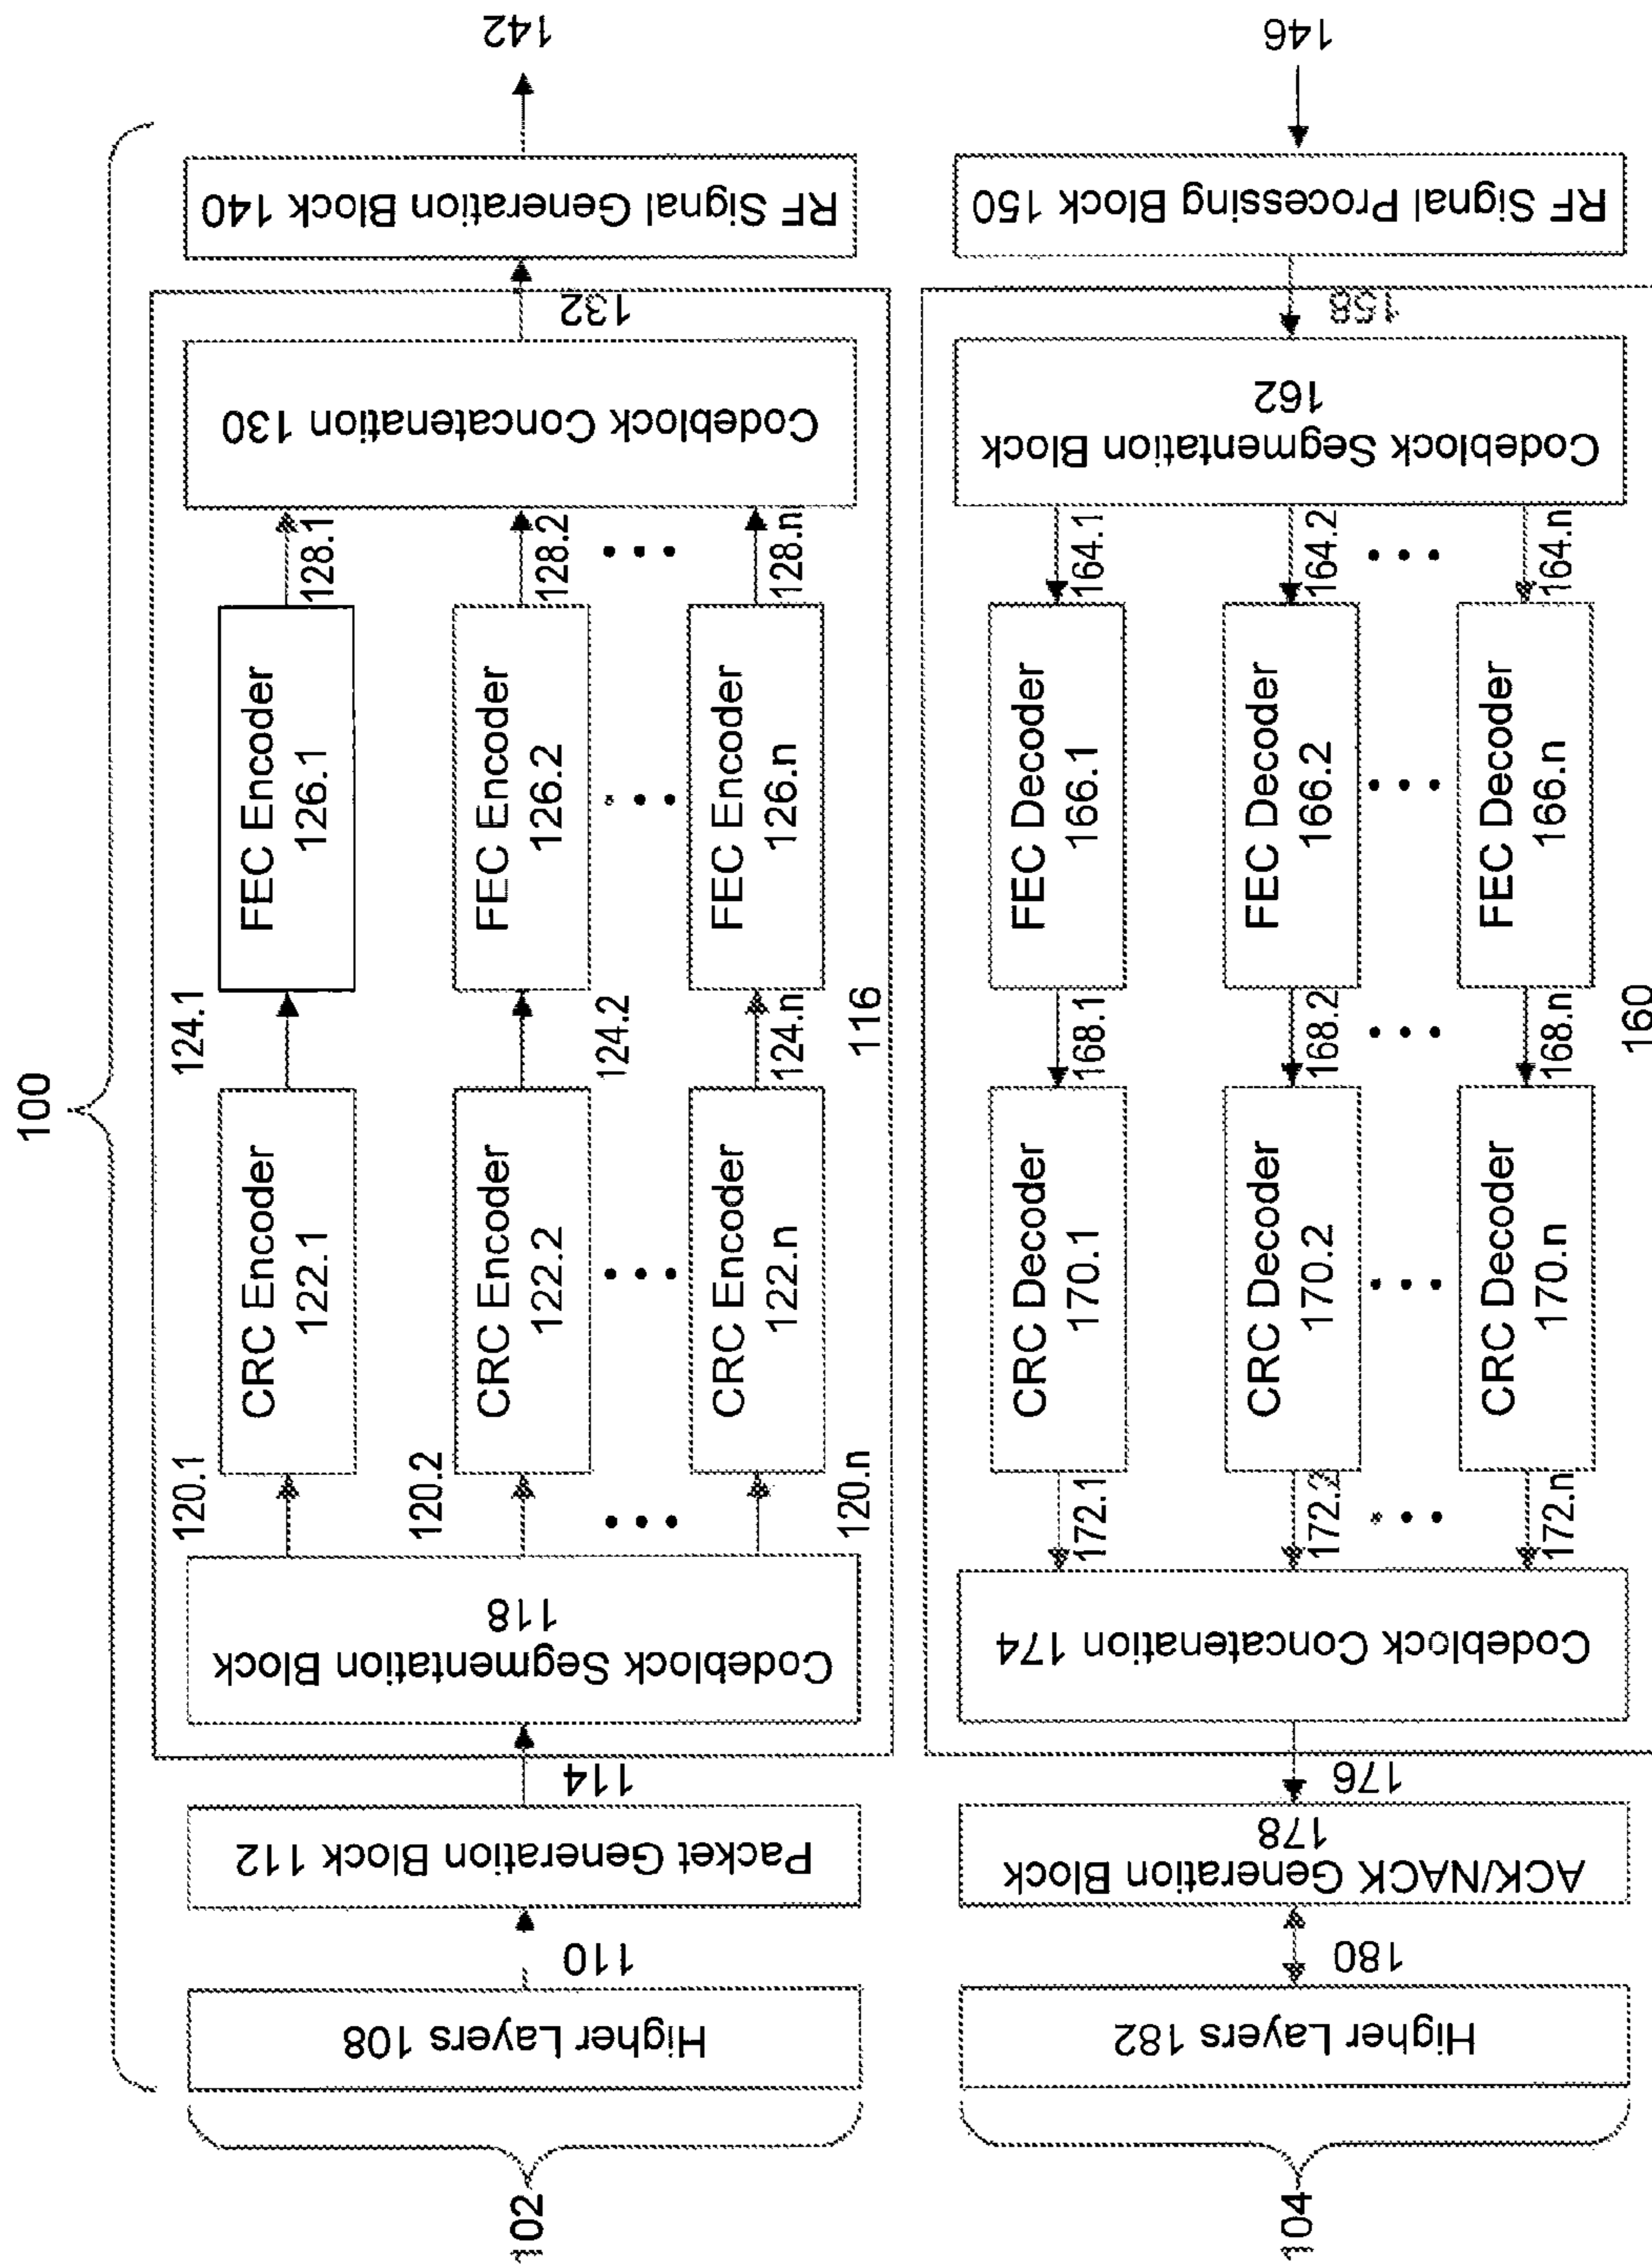 100
102
Higher Layers 108
110
Packet Generation Block 112
114
Codeblock Segmentation Block
118
120.1
120.2
120.n
CRC Encoder
122.1
CRC Encoder
122.2
CRC Encoder
122.n
124.1
124.2
124.n
FEC Encoder
126.1
FEC Encoder
126.2
FEC Encoder
126.n
116
128.1
128.2
128.n
Codeblock Concatenation 130
132
RF Signal Generation Block 140
142
104
Higher Layers 182
180
ACK/NACK Generation Block
178
176
Codeblock Concatenation 174
172.1
172.2
172.n
CRC Decoder
170.1
CRC Decoder
170.2
CRC Decoder
170.n
168.1
168.2
168.n
FEC Decoder
166.1
FEC Decoder
166.2
FEC Decoder
166.n
160
164.1
164.2
164.n
Codeblock Segmentation Block
162
RF Signal Processing Block 150
146